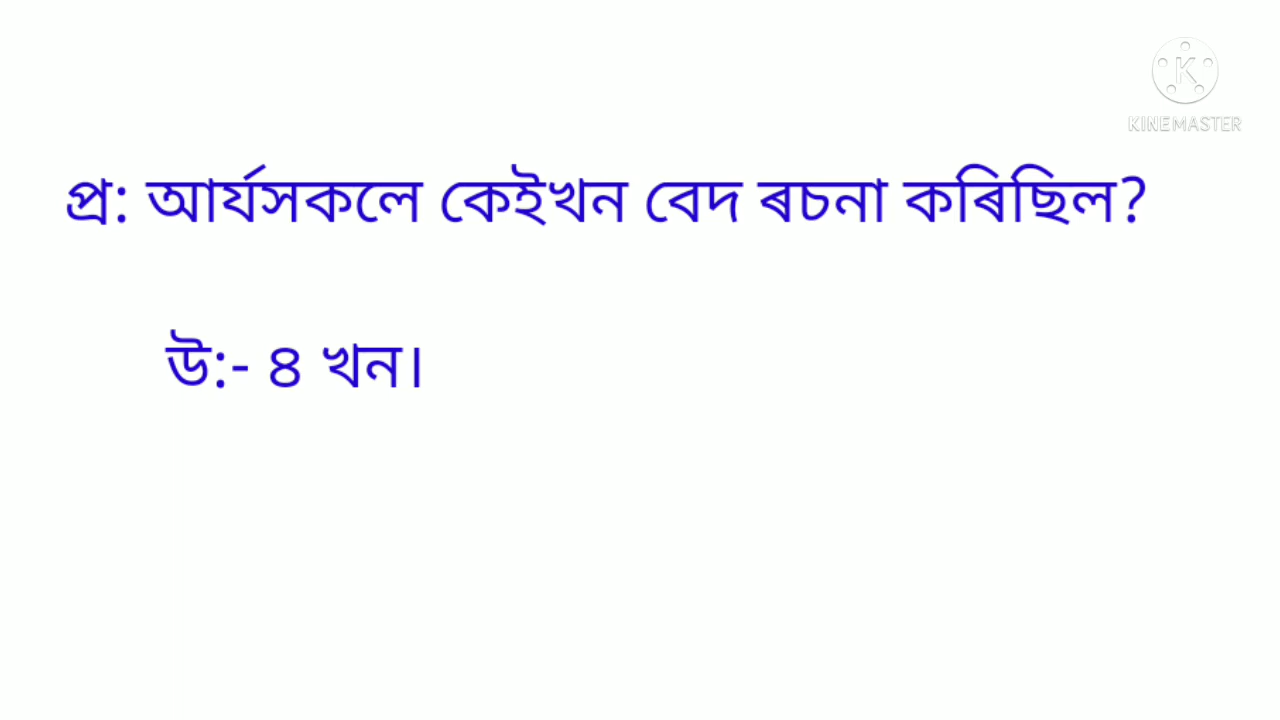 KINEMASTER
প্ৰ: আৰ্যসকলে কেইখন বেদ ৰচনা কৰিছিল?
উ:- ৪ খন।